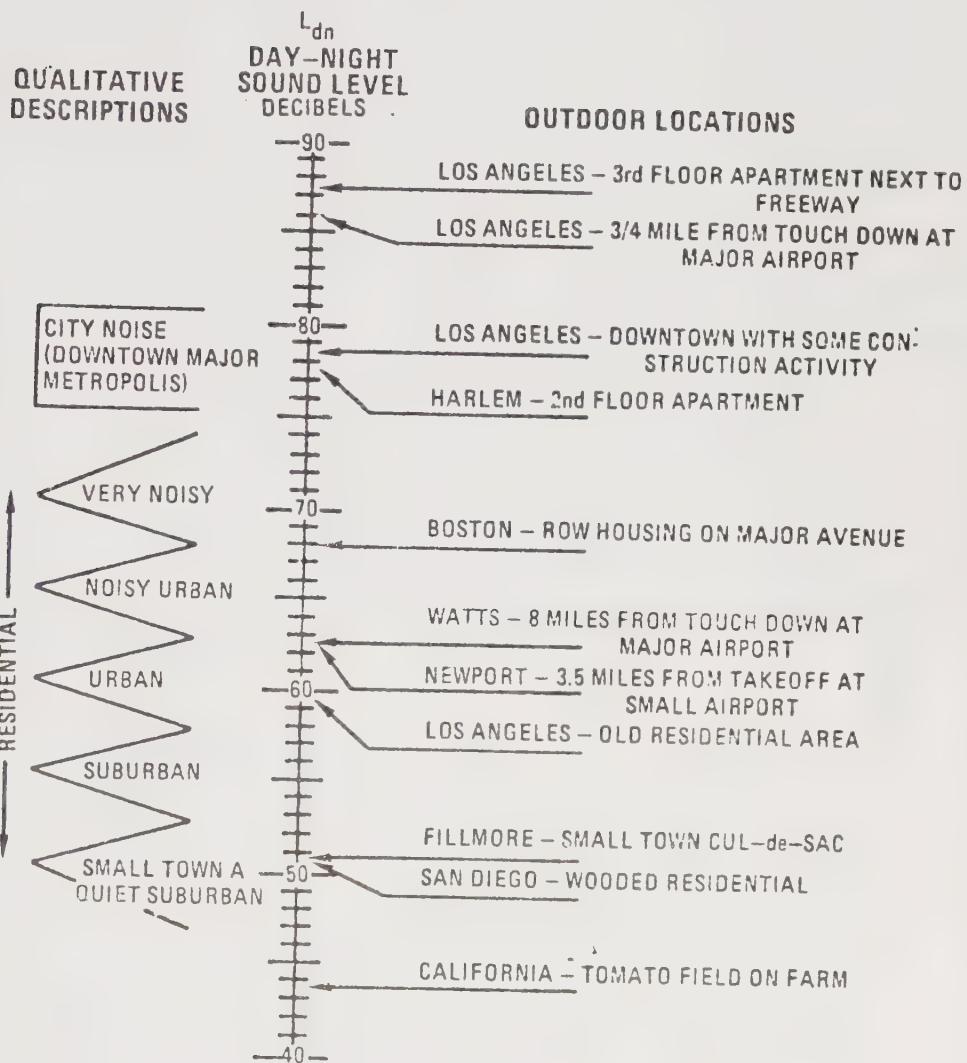 L_dn
DAY–NIGHT
SOUND LEVEL
DECIBELS
QUALITATIVE
DESCRIPTIONS
OUTDOOR LOCATIONS
90
LOS ANGELES – 3rd FLOOR APARTMENT NEXT TO
FREEWAY
LOS ANGELES – 3/4 MILE FROM TOUCH DOWN AT
MAJOR AIRPORT
80
CITY NOISE
(DOWNTOWN MAJOR
METROPOLIS)
LOS ANGELES – DOWNTOWN WITH SOME CON-
STRUCTION ACTIVITY
HARLEM – 2nd FLOOR APARTMENT
VERY NOISY
70
BOSTON – ROW HOUSING ON MAJOR AVENUE
NOISY URBAN
WATTS – 8 MILES FROM TOUCH DOWN AT
MAJOR AIRPORT
RESIDENTIAL
URBAN
NEWPORT – 3.5 MILES FROM TAKEOFF AT
SMALL AIRPORT
60
LOS ANGELES – OLD RESIDENTIAL AREA
SUBURBAN
FILLMORE – SMALL TOWN CUL–de–SAC
SMALL TOWN A
QUIET SUBURBAN
50
SAN DIEGO – WOODED RESIDENTIAL
CALIFORNIA – TOMATO FIELD ON FARM
40